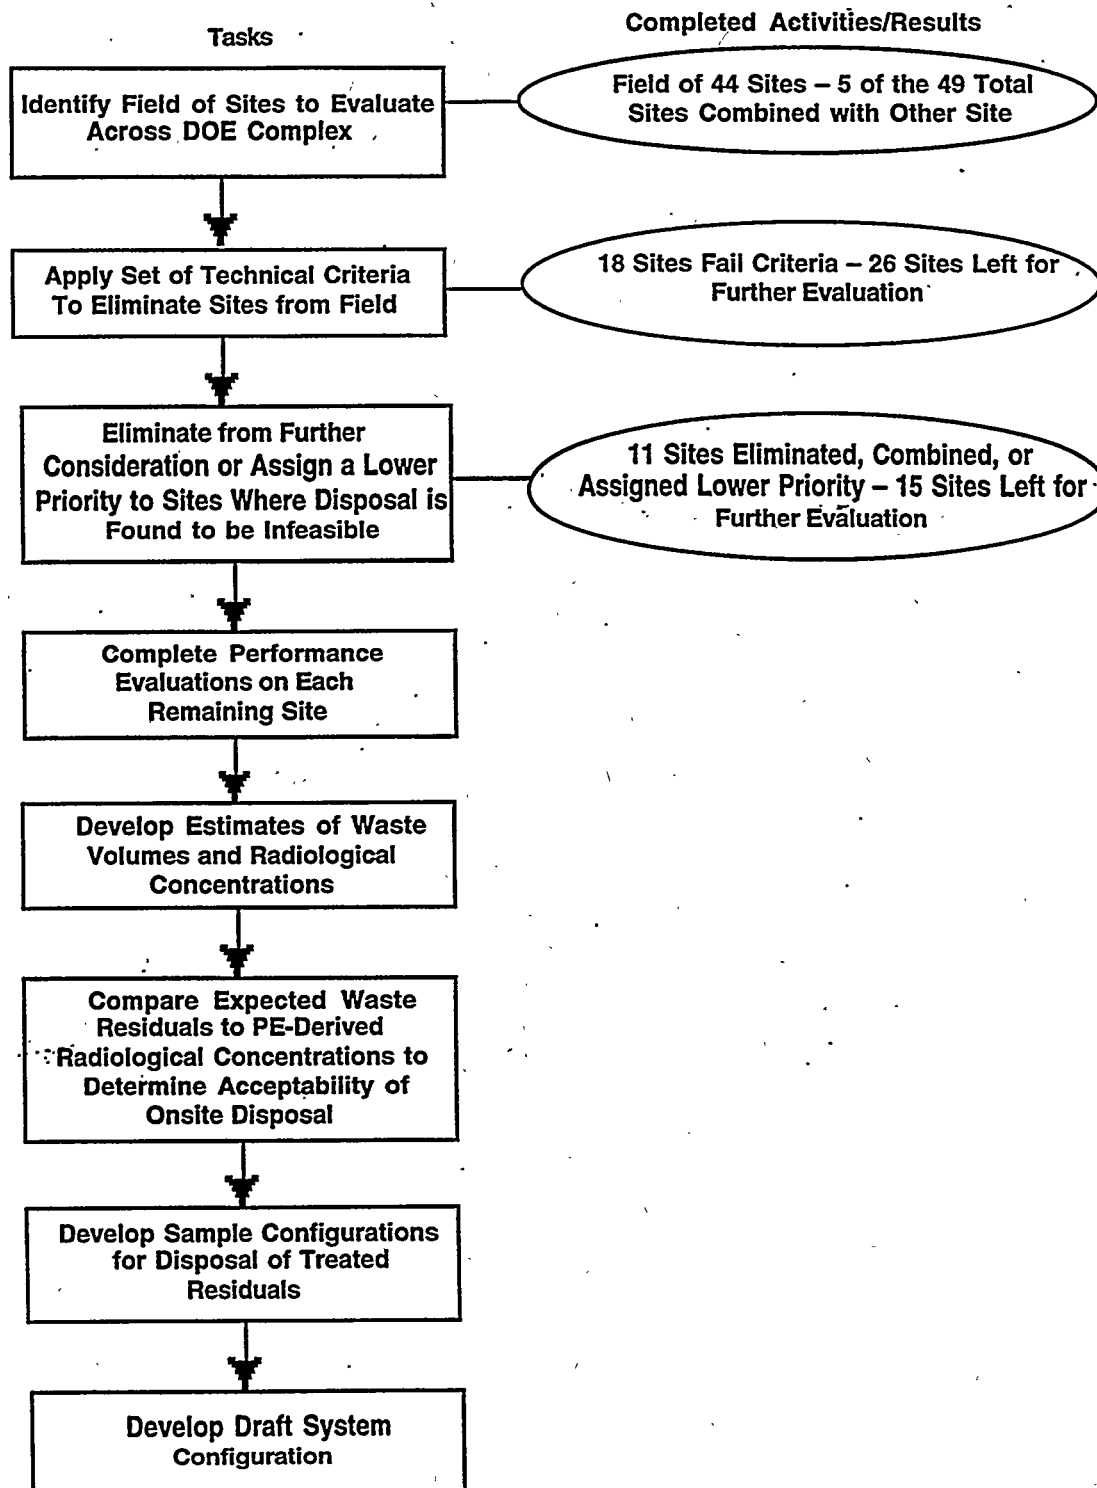 Tasks
Completed Activities/Results
Identify Field of Sites to Evaluate
Across DOE Complex
Field of 44 Sites – 5 of the 49 Total
Sites Combined with Other Site
Apply Set of Technical Criteria
To Eliminate Sites from Field
18 Sites Fail Criteria – 26 Sites Left for
Further Evaluation
Eliminate from Further
Consideration or Assign a Lower
Priority to Sites Where Disposal is
Found to be Infeasible
11 Sites Eliminated, Combined, or
Assigned Lower Priority – 15 Sites Left for
Further Evaluation
Complete Performance
Evaluations on Each
Remaining Site
Develop Estimates of Waste
Volumes and Radiological
Concentrations
Compare Expected Waste
Residuals to PE-Derived
Radiological Concentrations to
Determine Acceptability of
Onsite Disposal
Develop Sample Configurations
for Disposal of Treated
Residuals
Develop Draft System
Configuration